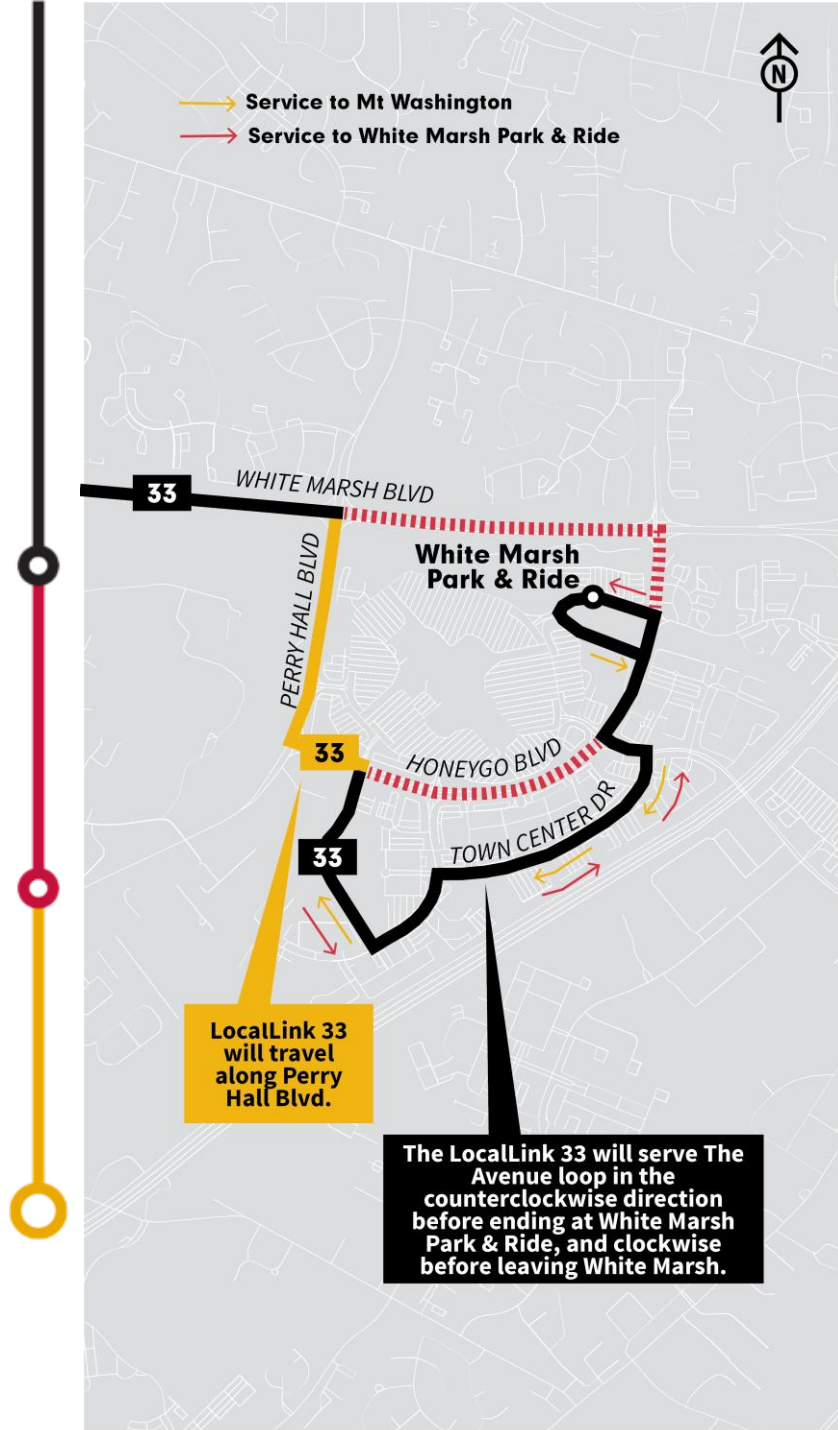 N
Service to Mt Washington
Service to White Marsh Park & Ride
33
WHITE MARSH BLVD
White Marsh
Park & Ride
PERRY HALL BLVD
33
HONEYGO BLVD
33
TOWN CENTER DR
LocalLink 33
will travel
along Perry
Hall Blvd.
The LocalLink 33 will serve The
Avenue loop in the
counterclockwise direction
before ending at White Marsh
Park & Ride, and clockwise
before leaving White Marsh.